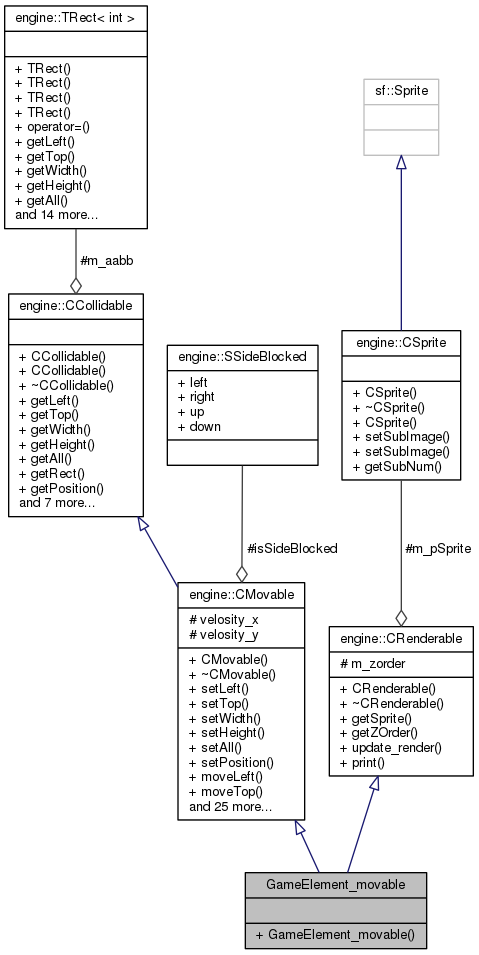 engine::TRect< int >
+ TRect()
+ TRect()
+ TRect()
+ TRect()
+ operator=()
+ getLeft()
+ getTop()
+ getWidth()
+ getHeight()
+ getAll()
and 14 more...
sf::Sprite
#m_aabb
engine::CCollidable
+ CCollidable()
+ CCollidable()
+ ~CCollidable()
+ getLeft()
+ getTop()
+ getWidth()
+ getHeight()
+ getAll()
+ getRect()
+ getPosition()
and 7 more...
engine::SSideBlocked
+ left
+ right
+ up
+ down
engine::CSprite
+ CSprite()
+ ~CSprite()
+ CSprite()
+ setSubImage()
+ setSubImage()
+ getSubNum()
#isSideBlocked
#m_pSprite
engine::CMovable
# velosity_x
# velosity_y
+ CMovable()
+ ~CMovable()
+ setLeft()
+ setTop()
+ setWidth()
+ setHeight()
+ setAll()
+ setPosition()
+ moveLeft()
+ moveTop()
and 25 more...
engine::CRenderable
# m_zorder
+ CRenderable()
+ ~CRenderable()
+ getSprite()
+ getZOrder()
+ update_render()
+ print()
GameElement_movable
+ GameElement_movable()